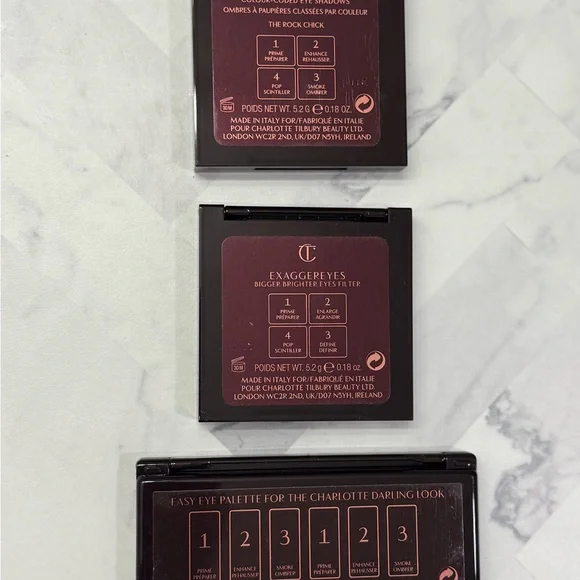 COLOUR-CODED EYE SHADOWS
OMBRES À PAUPIÈRES CLASSÉES PAR COULEUR
THE ROCK CHICK
1 2
PRIME ENHANCE
PRÉPARER REHAUSSER
4 3
POP SMOKE
SCINTILLER OMBRER
30M POIDS NET WT. 5.2 G ℮ 0.18 OZ.
MADE IN ITALY FOR/FABRIQUÉ EN ITALIE
POUR CHARLOTTE TILBURY BEAUTY LTD.
LONDON WC2R 2ND, UK/D07 N5YH, IRELAND
CT
EXAGGEREYES
BIGGER BRIGHTER EYES FILTER
1 2
PRIME ENLARGE
PRÉPARER AGRANDIR
4 3
POP DEFINE
SCINTILLER DÉFINIR
30M POIDS NET WT. 5.2 g ℮ 0.18 oz.
MADE IN ITALY FOR/FABRIQUÉ EN ITALIE
POUR CHARLOTTE TILBURY BEAUTY LTD.
LONDON WC2R 2ND, UK/D07 N5YH, IRELAND
EASY EYE PALETTE FOR THE CHARLOTTE DARLING LOOK
1 2 3 1 2 3
PRIME ENHANCE SMOKE PRIME ENHANCE SMOKE
PRÉPARER REHAUSSER OMBRER PRÉPARER REHAUSSER OMBRER